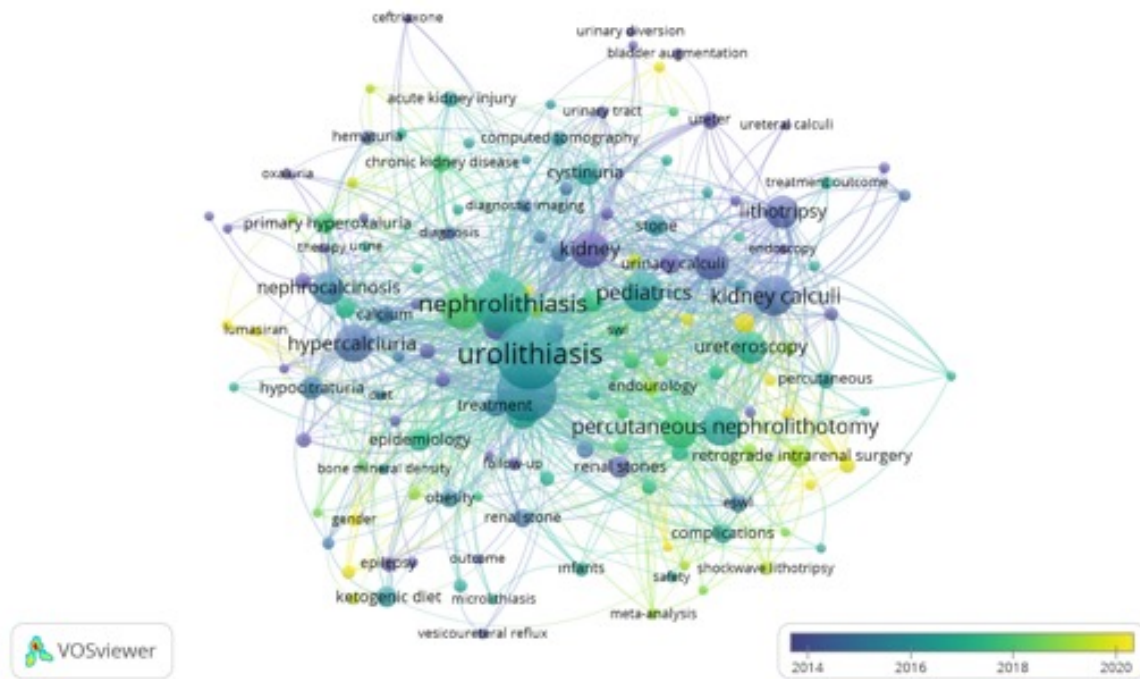 ceftriaxone
urinary diversion
bladder augmentation
acute kidney injury
urinary tract
ureter
ureteral calculi
hematuria
computed tomography
chronic kidney disease
cystinuria
oxaluria
treatment outcome
diagnostic imaging
lithotripsy
primary hyperoxaluria
diagnosis
stone
therapy
urine
kidney
endoscopy
urinary calculi
nephrocalcinosis
nephrolithiasis
pediatrics
kidney calculi
calcium
lumasiran
swl
hypercalciuria
urolithiasis
ureteroscopy
hypocitraturia
diet
endourology
percutaneous
treatment
percutaneous nephrolithotomy
epidemiology
retrograde intrarenal surgery
bone mineral density
follow-up
renal stones
obesity
eswl
gender
renal stone
complications
epilepsy
outcome
infants
safety
shockwave lithotripsy
ketogenic diet
microlithiasis
meta-analysis
vesicoureteral reflux
VOSviewer
2014
2016
2018
2020